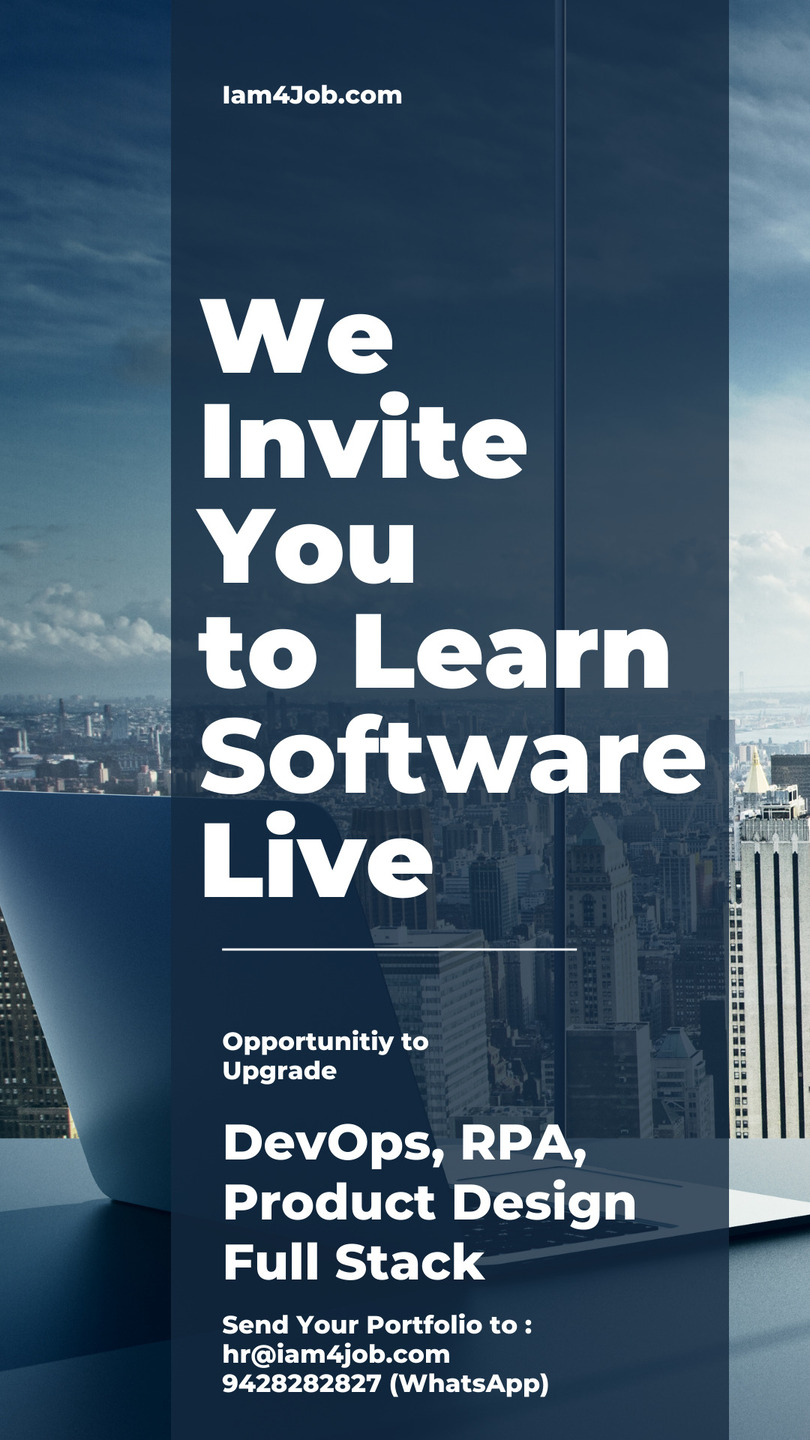 Iam4Job.com
We
Invite
You
to Learn
Software
Live
Opportunitiy to
Upgrade
DevOps, RPA,
Product Design
Full Stack
Send Your Portfolio to :
hr@iam4job.com
9428282827 (WhatsApp)